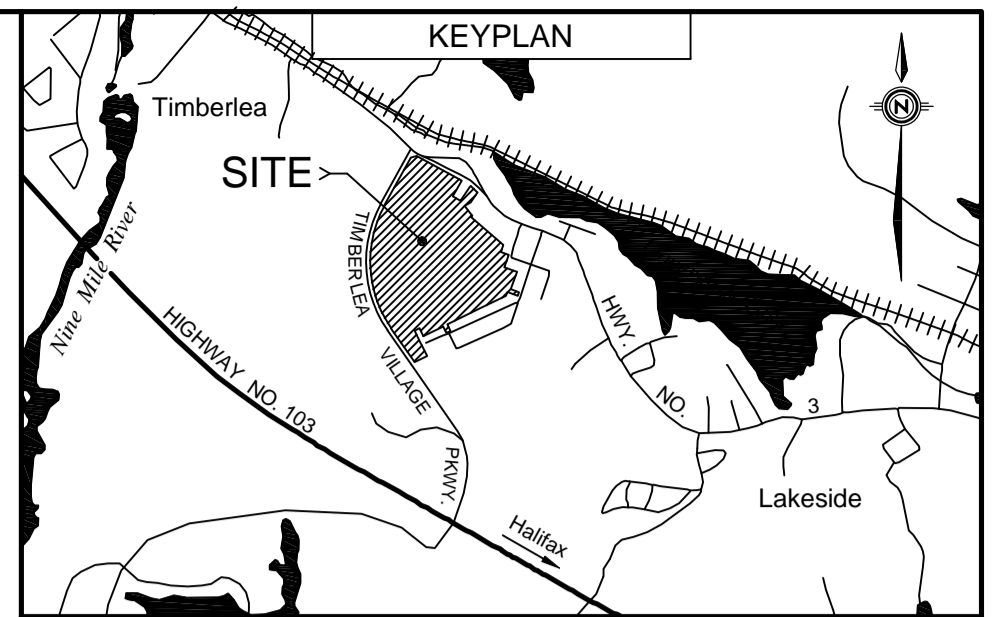 KEYPLAN
Timberlea
N
SITE
TIMBERLEA
VILLAGE
PKWY.
Nine Mile River
HIGHWAY NO. 103
HWY.
NO.
3
Lakeside
Halifax